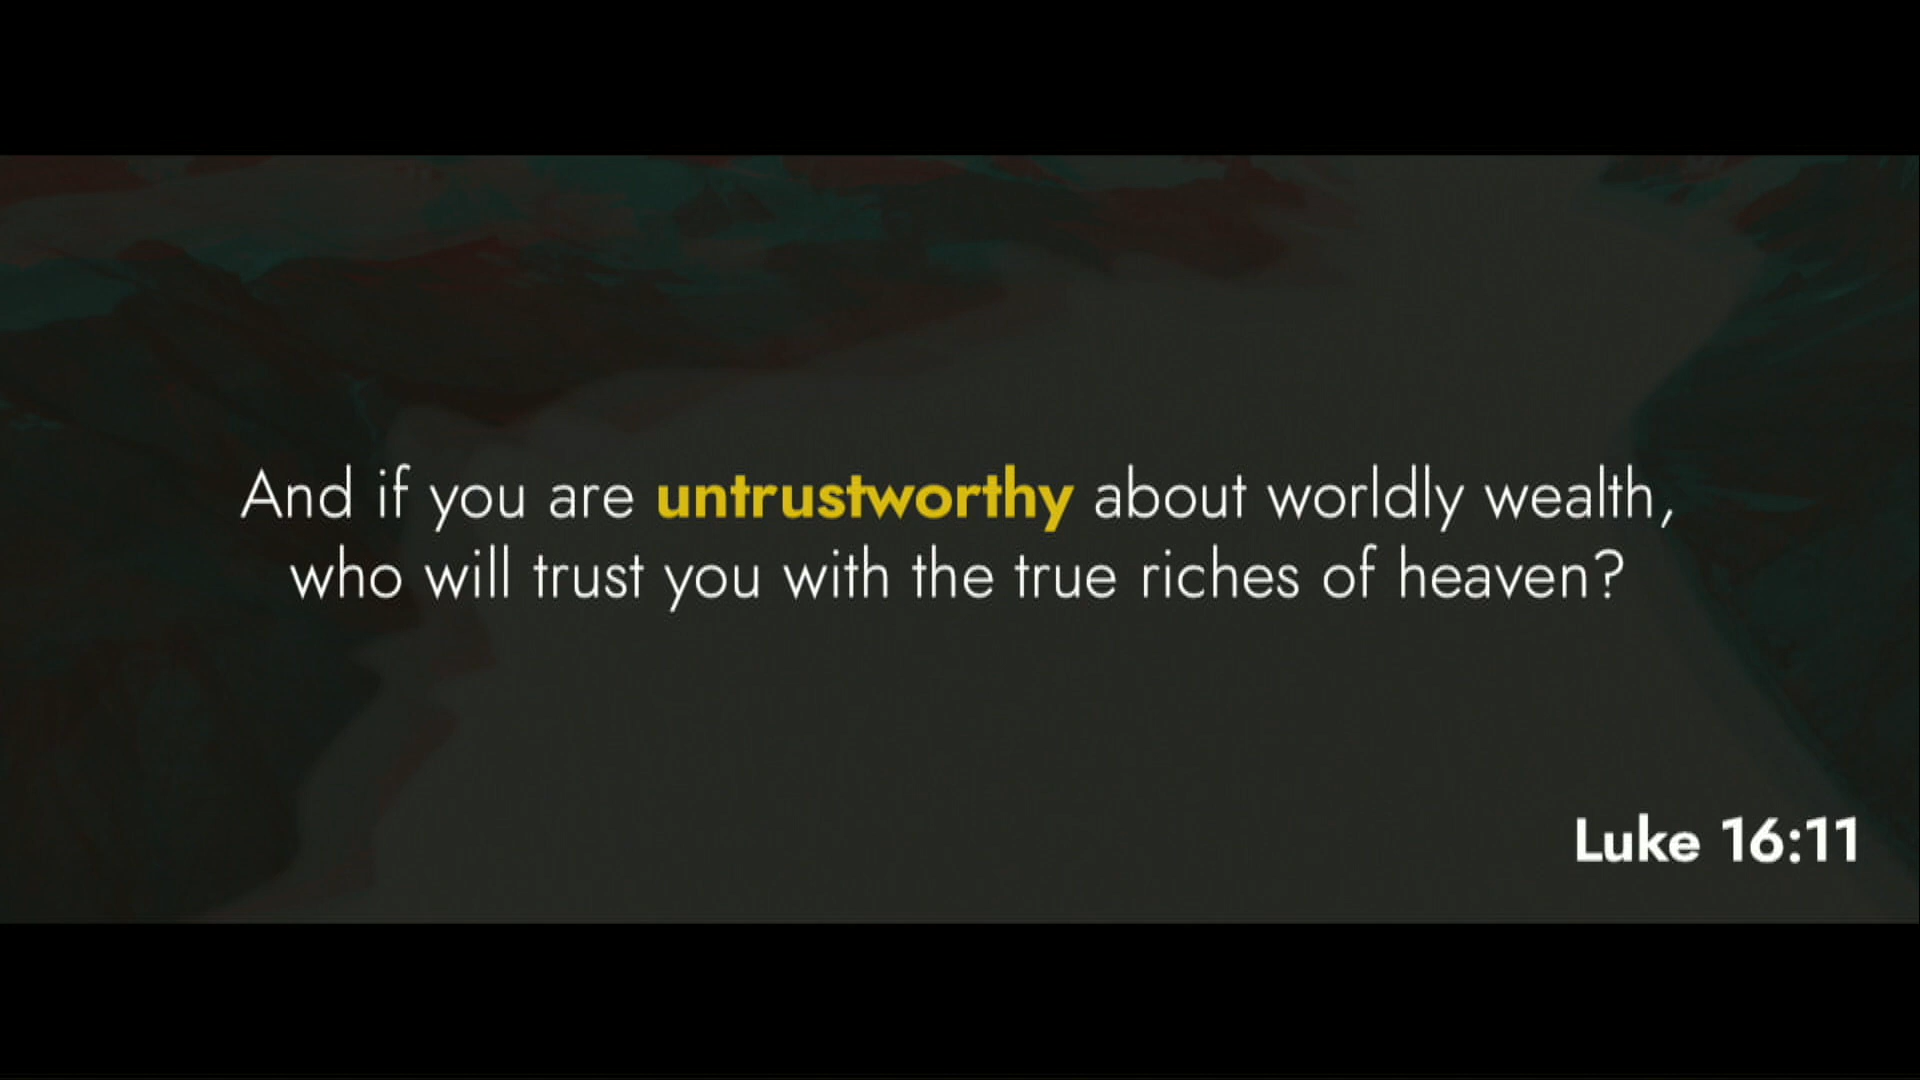 And if you are untrustworthy about worldly wealth,
who will trust you with the true riches of heaven?
Luke 16:11